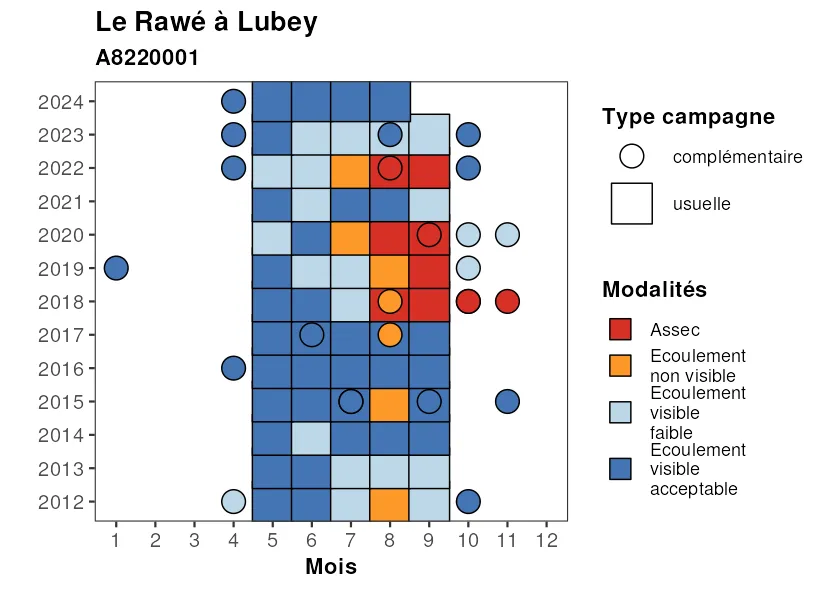 Le Rawé à Lubey
A8220001
2024
2023
2022
2021
2020
2019
2018
2017
2016
2015
2014
2013
2012
1 2 3 4 5 6 7 8 9 10 11 12
Mois
Type campagne
complémentaire
usuelle
Modalités
Assec
Ecoulement
non visible
Ecoulement
visible
faible
Ecoulement
visible
acceptable